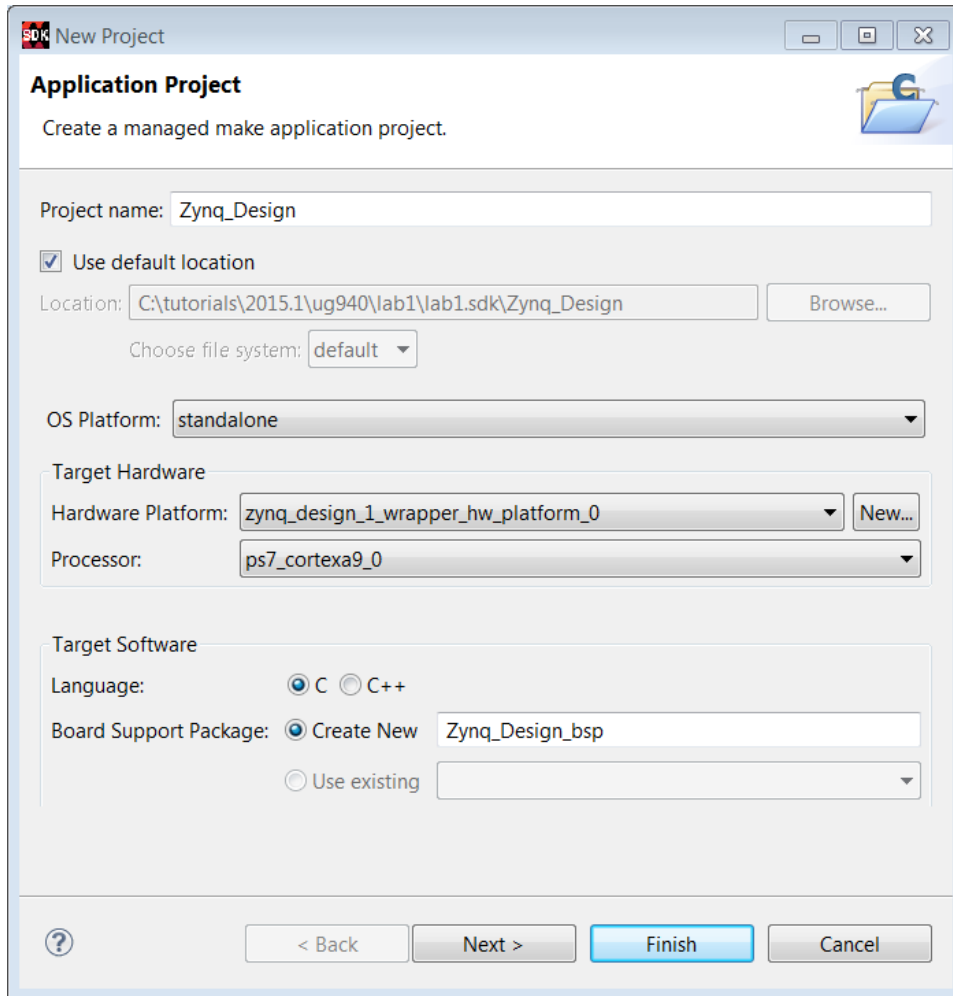 SDK New Project
Application Project
Create a managed make application project.
C
Project name: Zynq_Design
Use default location
Location: C:\tutorials\2015.1\ug940\lab1\lab1.sdk\Zynq_Design Browse...
Choose file system: default
OS Platform: standalone
Target Hardware
Hardware Platform: zynq_design_1_wrapper_hw_platform_0 New...
Processor: ps7_cortexa9_0
Target Software
Language: C C++
Board Support Package: Create New Zynq_Design_bsp
Use existing
? < Back Next > Finish Cancel